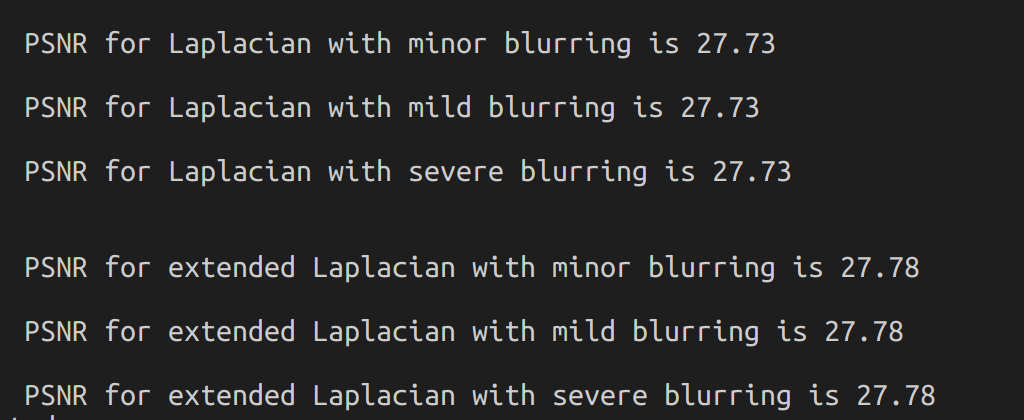 PSNR for Laplacian with minor blurring is 27.73
PSNR for Laplacian with mild blurring is 27.73
PSNR for Laplacian with severe blurring is 27.73
PSNR for extended Laplacian with minor blurring is 27.78
PSNR for extended Laplacian with mild blurring is 27.78
PSNR for extended Laplacian with severe blurring is 27.78